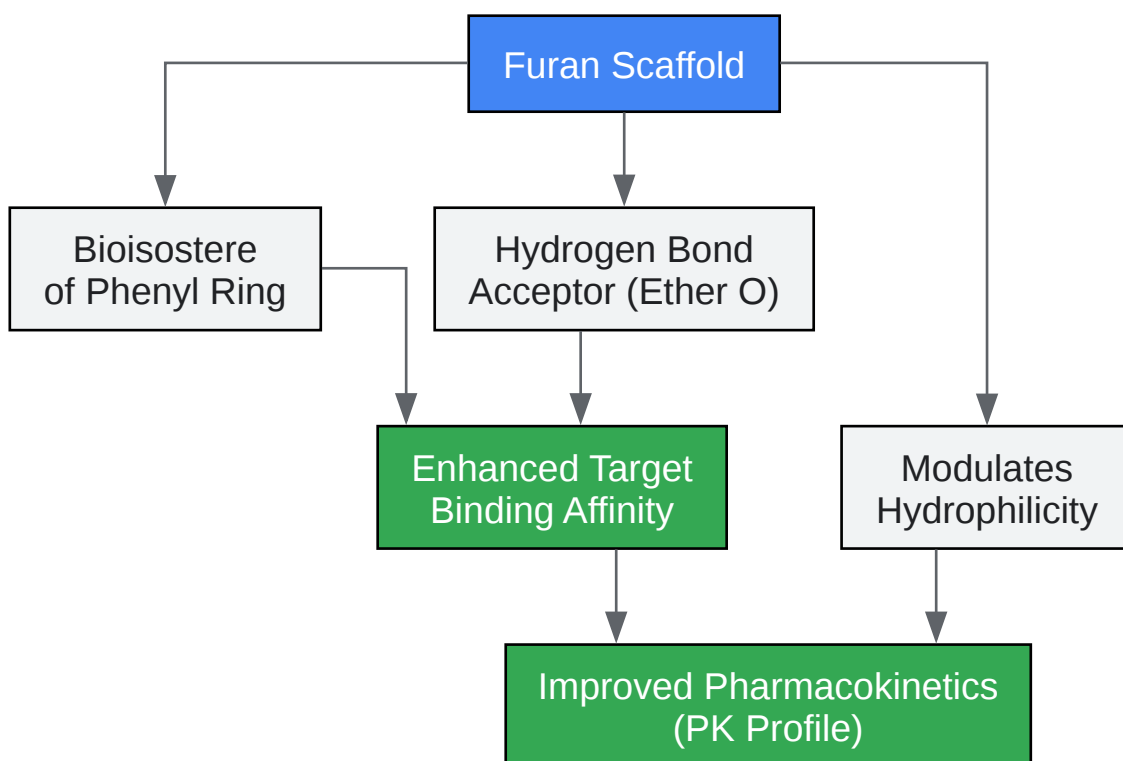 Furan Scaffold
Bioisostere
of Phenyl Ring
Hydrogen Bond
Acceptor (Ether O)
Enhanced Target
Binding Affinity
Modulates
Hydrophilicity
Improved Pharmacokinetics
(PK Profile)